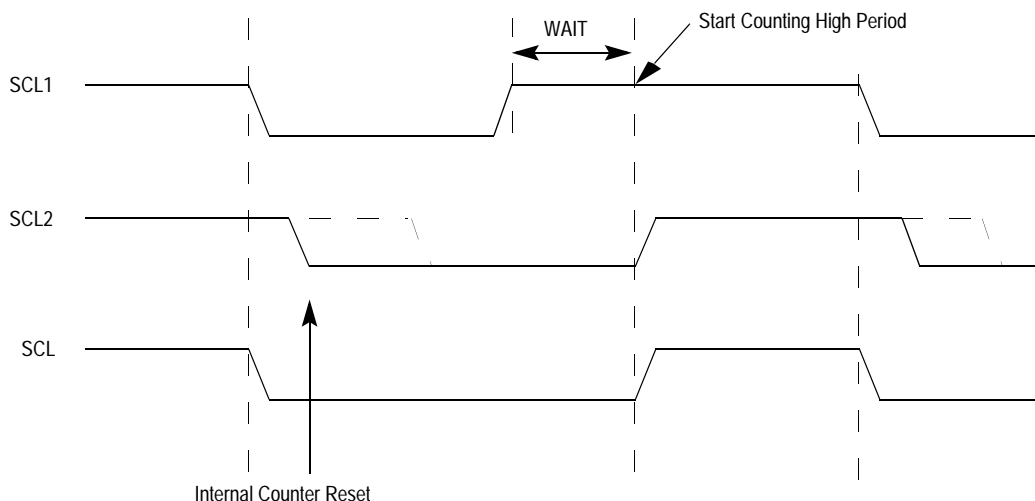 Start Counting High Period
WAIT
SCL1
SCL2
SCL
Internal Counter Reset